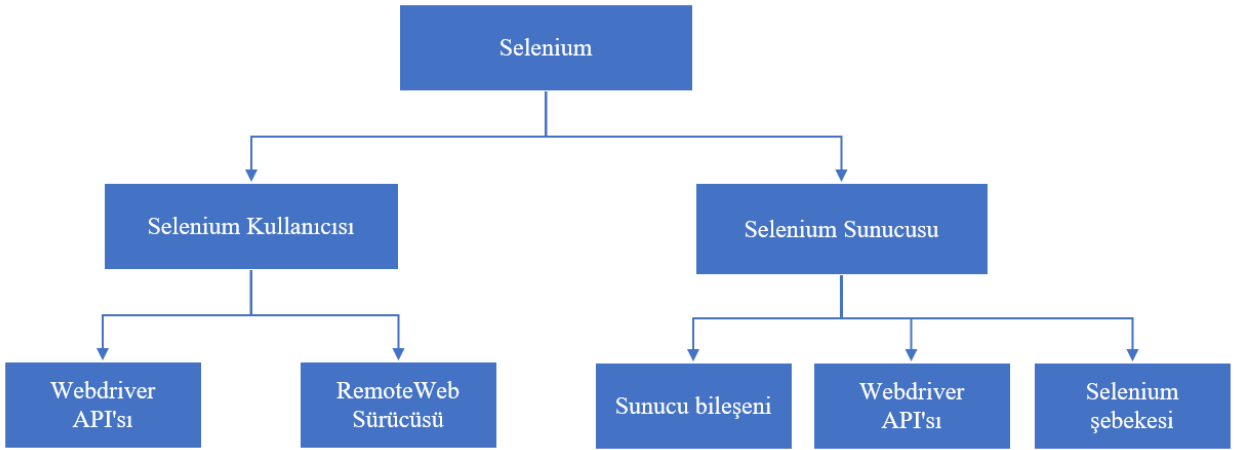 Selenium
Selenium Kullanıcısı
Selenium Sunucusu
Webdriver
API'sı
RemoteWeb
Sürücüsü
Sunucu bileşeni
Webdriver
API'sı
Selenium
şebekesi